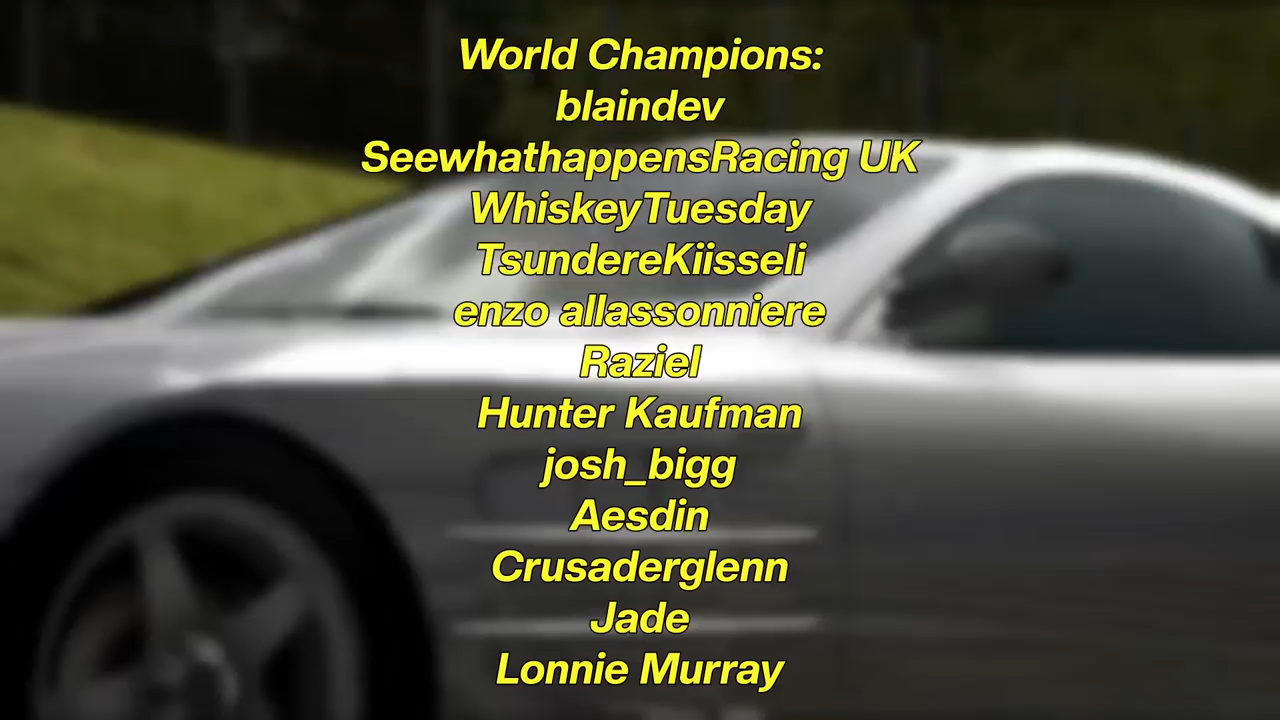 World Champions:
blaindev
SeewhathappensRacing UK
WhiskeyTuesday
TsundereKiisseli
enzo allassonniere
Raziel
Hunter Kaufman
josh_bigg
Aesdin
Crusaderglenn
Jade
Lonnie Murray